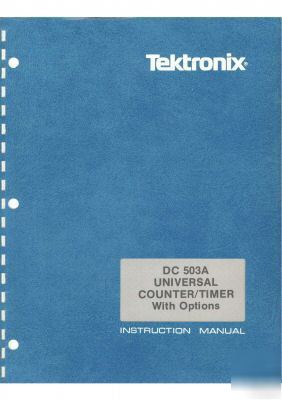 Tektronix®
DC 503A
UNIVERSAL
COUNTER/TIMER
With Options
INSTRUCTION MANUAL